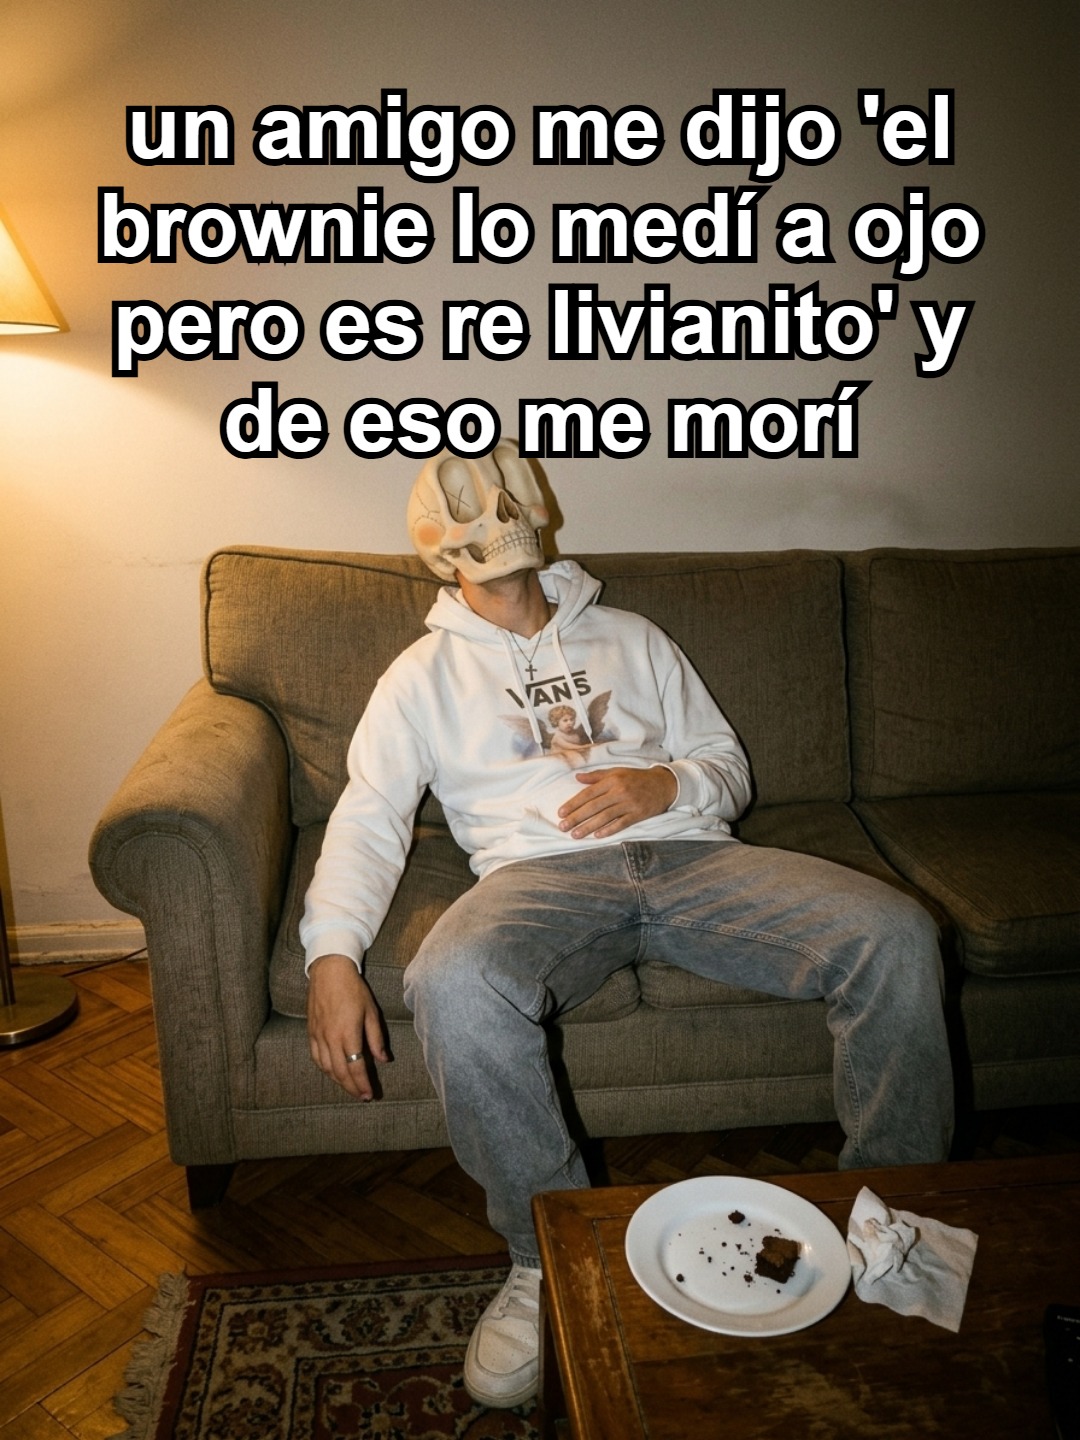 un amigo me dijo 'el
brownie lo medí a ojo
pero es re livianito' y
de eso me morí
VANS